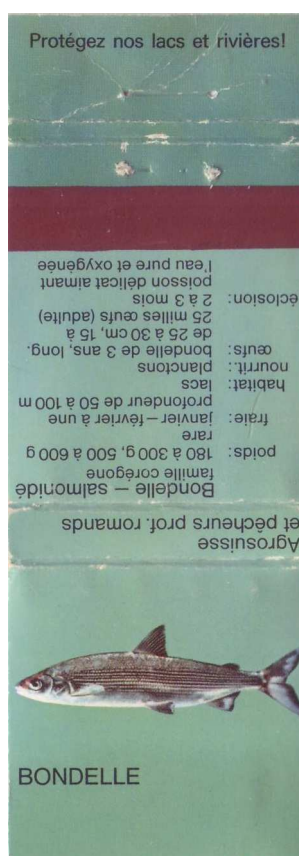 Protégez nos lacs et rivières!
Bondelle – salmonidé
famille corégone
poids: 180 à 300 g, 500 à 600 g
rare
fraie: janvier – février à une
profondeur de 50 à 100 m
habitat: lacs
nourrit.: planctons
œufs: bondelle de 3 ans, long.
de 25 à 30 cm, 15 à
25 milles œufs (adulte)
éclosion: 2 à 3 mois
poisson délicat aimant
l'eau pure et oxygénée
Agrosuisse
et pêcheurs prof. romands
BONDELLE